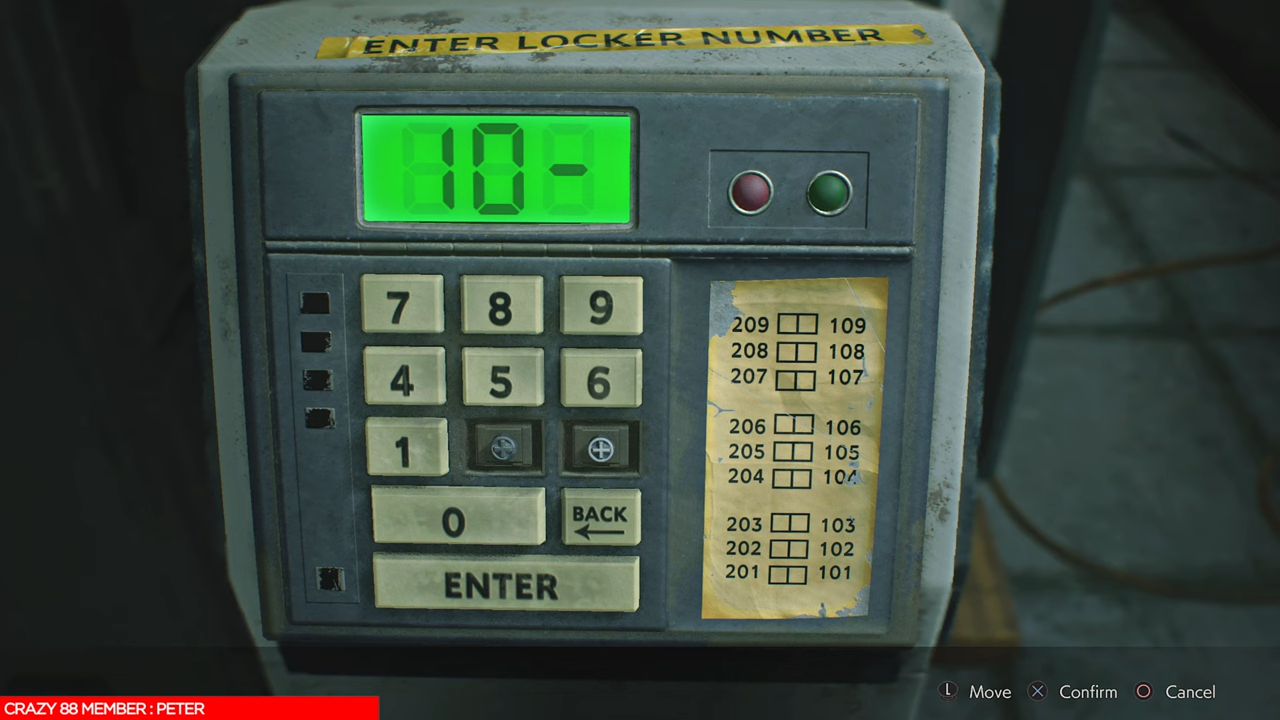 ENTER LOCKER NUMBER
10-
7 8 9
4 5 6
1
0 BACK
ENTER
209 109
208 108
207 107
206 106
205 105
204 104
203 103
202 102
201 101
L Move X Confirm O Cancel
CRAZY 88 MEMBER : PETER